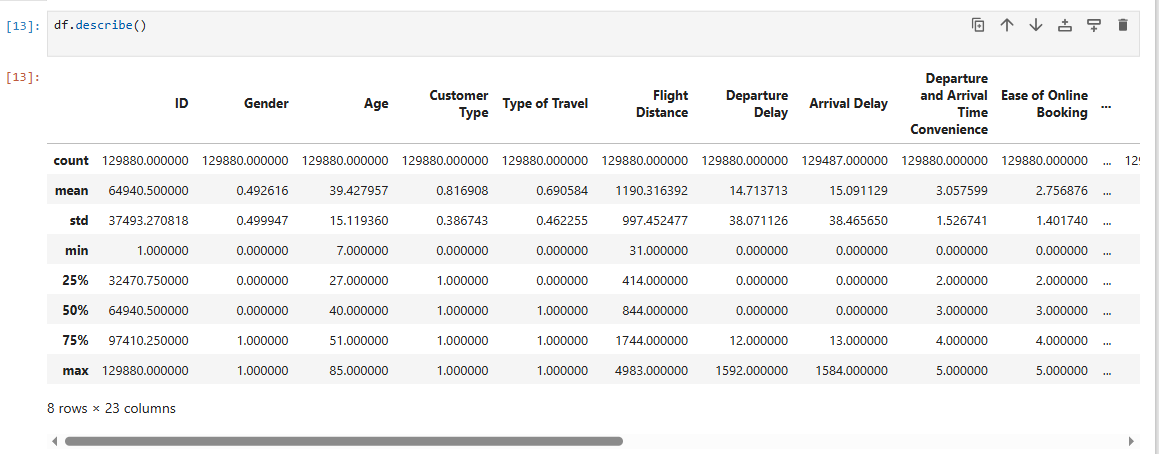 [13]: df.describe()
[13]:
ID Gender Age Customer Type Type of Travel Flight Distance Departure Delay Arrival Delay Departure and Arrival Time Convenience Ease of Online Booking ...
count 129880.000000 129880.000000 129880.000000 129880.000000 129880.000000 129880.000000 129880.000000 129487.000000 129880.000000 129880.000000 ...
mean 64940.500000 0.492616 39.427957 0.816908 0.690584 1190.316392 14.713713 15.091129 3.057599 2.756876 ...
std 37493.270818 0.499947 15.119360 0.386743 0.462255 997.452477 38.071126 38.465650 1.526741 1.401740 ...
min 1.000000 0.000000 7.000000 0.000000 0.000000 31.000000 0.000000 0.000000 0.000000 0.000000 ...
25% 32470.750000 0.000000 27.000000 1.000000 0.000000 414.000000 0.000000 0.000000 2.000000 2.000000 ...
50% 64940.500000 0.000000 40.000000 1.000000 1.000000 844.000000 0.000000 0.000000 3.000000 3.000000 ...
75% 97410.250000 1.000000 51.000000 1.000000 1.000000 1744.000000 12.000000 13.000000 4.000000 4.000000 ...
max 129880.000000 1.000000 85.000000 1.000000 1.000000 4983.000000 1592.000000 1584.000000 5.000000 5.000000 ...
8 rows × 23 columns